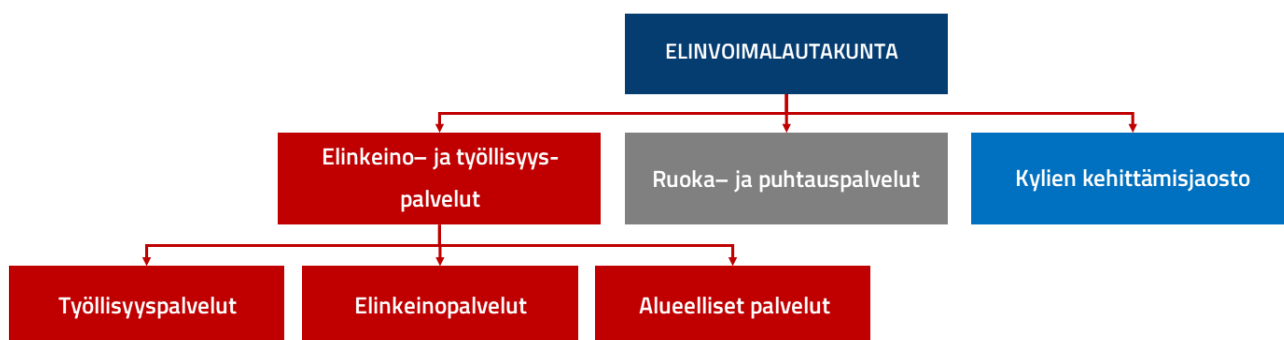 ELINVOIMALAUTAKUNTA
Elinkeino– ja työllisyys-
palvelut
Ruoka– ja puhtauspalvelut
Kylien kehittämisjaosto
Työllisyyspalvelut
Elinkeinopalvelut
Alueelliset palvelut